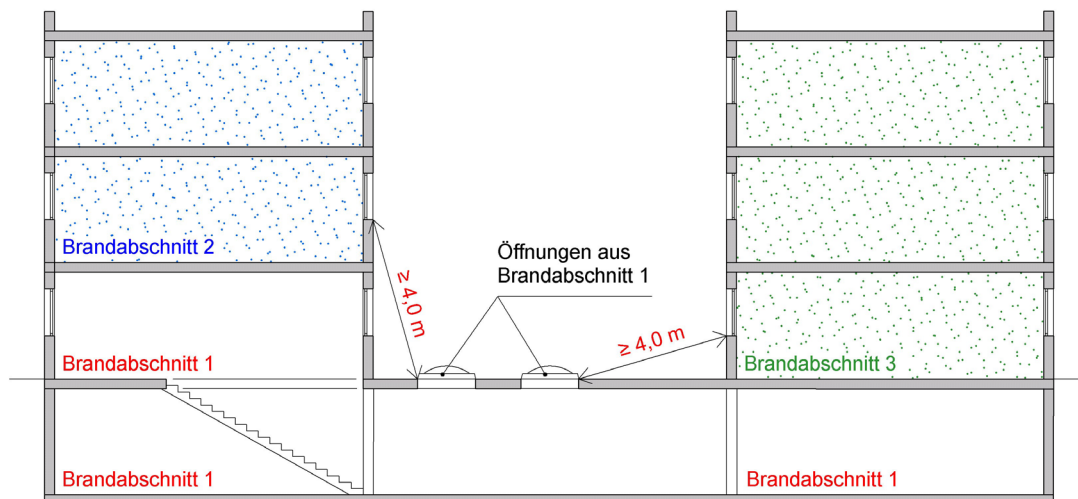 Brandabschnitt 2
Öffnungen aus
Brandabschnitt 1
≥ 4,0 m
≥ 4,0 m
Brandabschnitt 1
Brandabschnitt 3
Brandabschnitt 1
Brandabschnitt 1